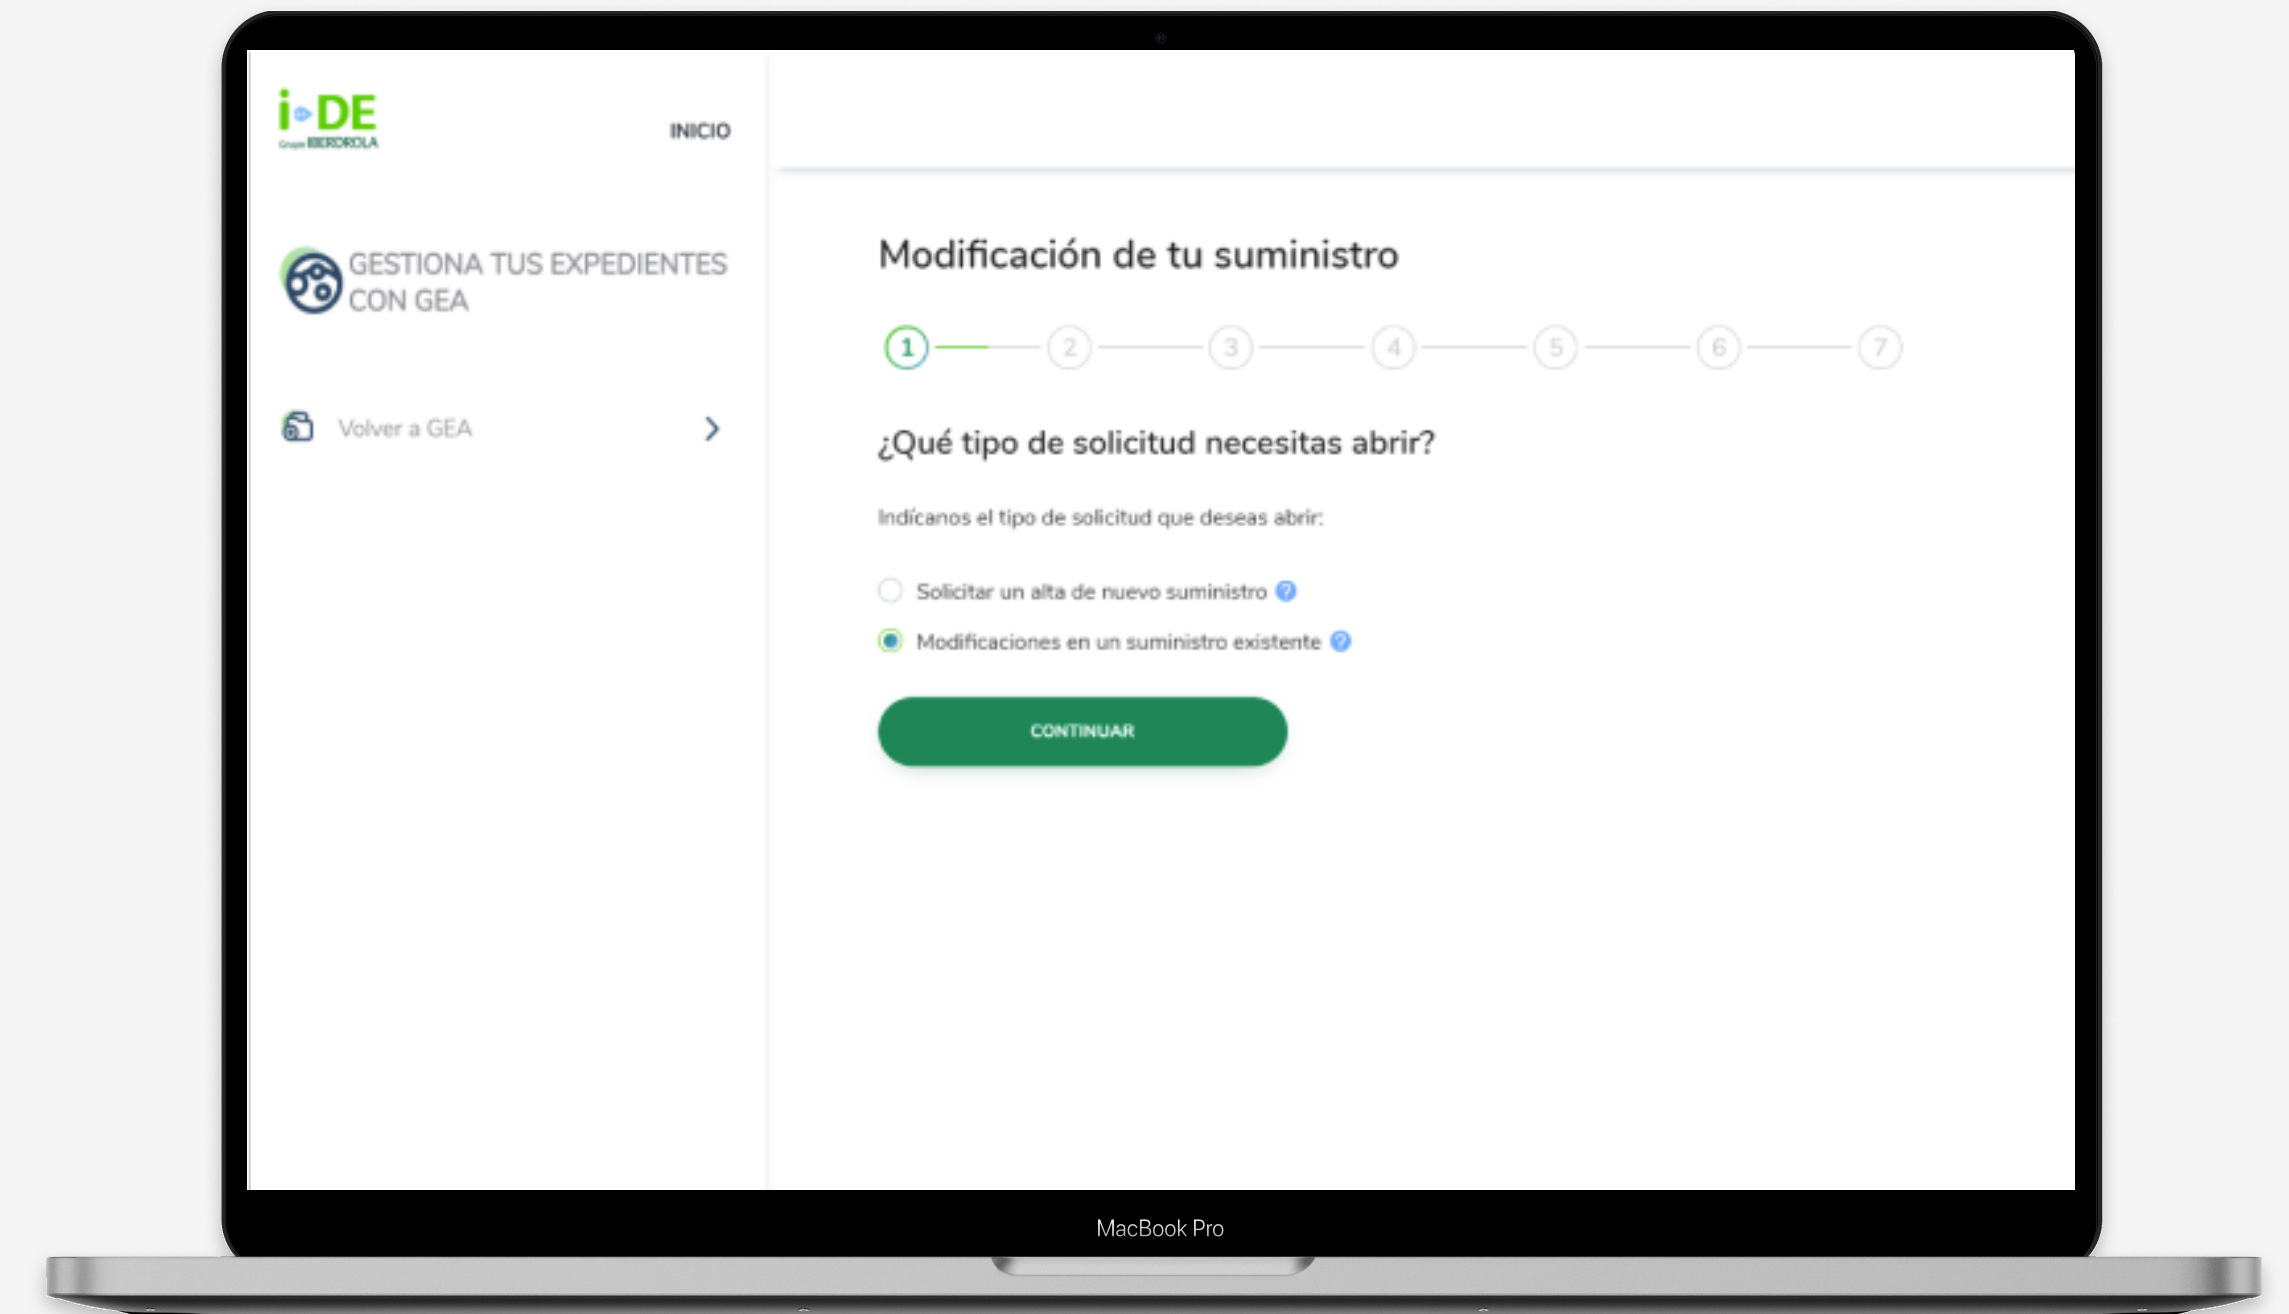 i-DE
Grupo IBERDROLA
INICIO
GESTIONA TUS EXPEDIENTES
CON GEA
Volver a GEA
Modificación de tu suministro
1 2 3 4 5 6 7
¿Qué tipo de solicitud necesitas abrir?
Indícanos el tipo de solicitud que deseas abrir:
Solicitar un alta de nuevo suministro ?
Modificaciones en un suministro existente ?
CONTINUAR
MacBook Pro